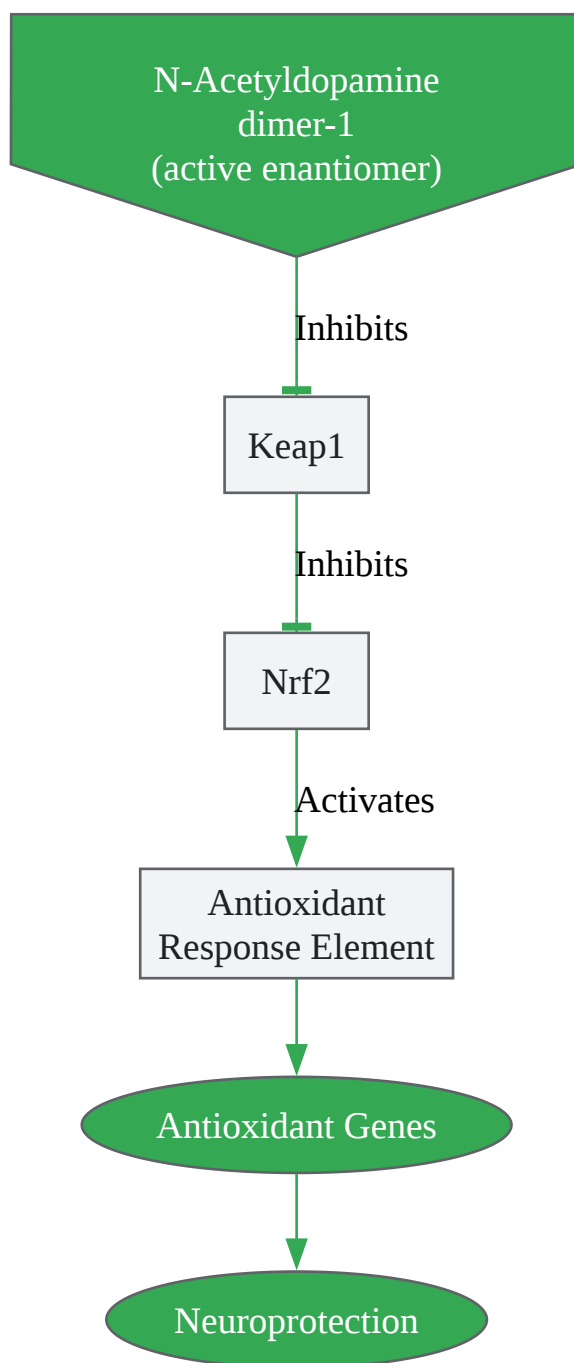 N-Acetyldopamine
dimer-1
(active enantiomer)
Inhibits
Keap1
Inhibits
Nrf2
Activates
Antioxidant
Response Element
Antioxidant Genes
Neuroprotection